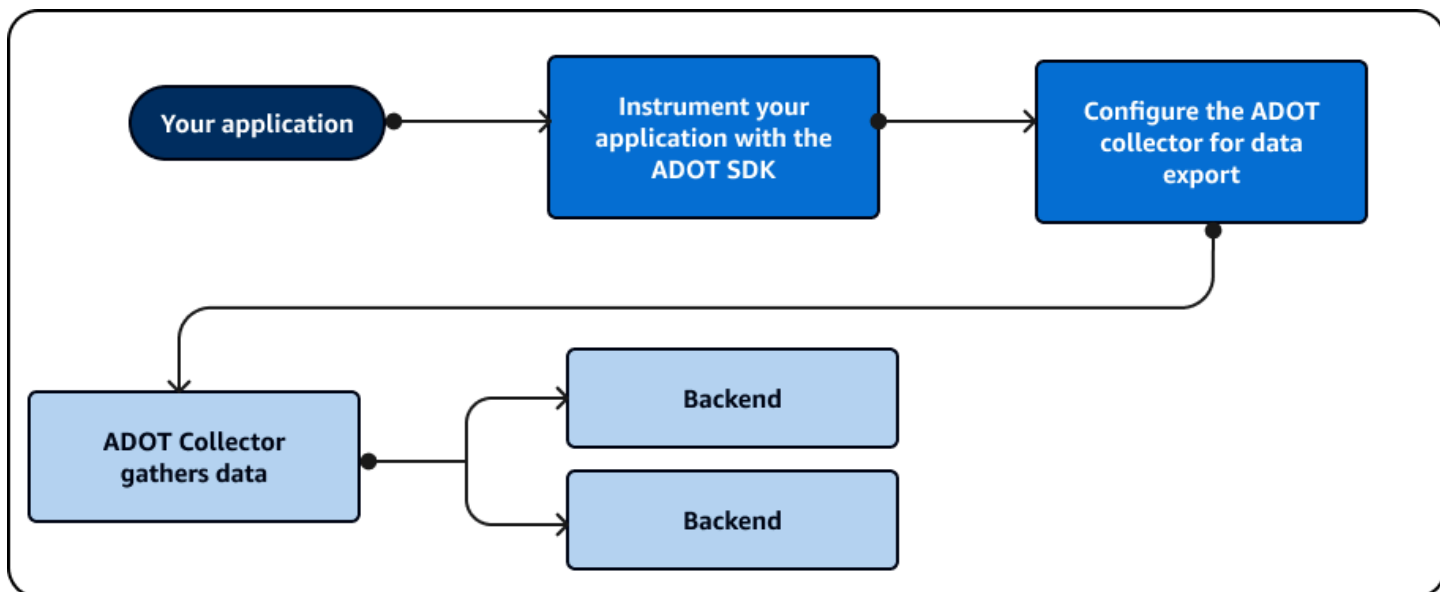 Your application
Instrument your
application with the
ADOT SDK
Configure the ADOT
collector for data
export
ADOT Collector
gathers data
Backend
Backend